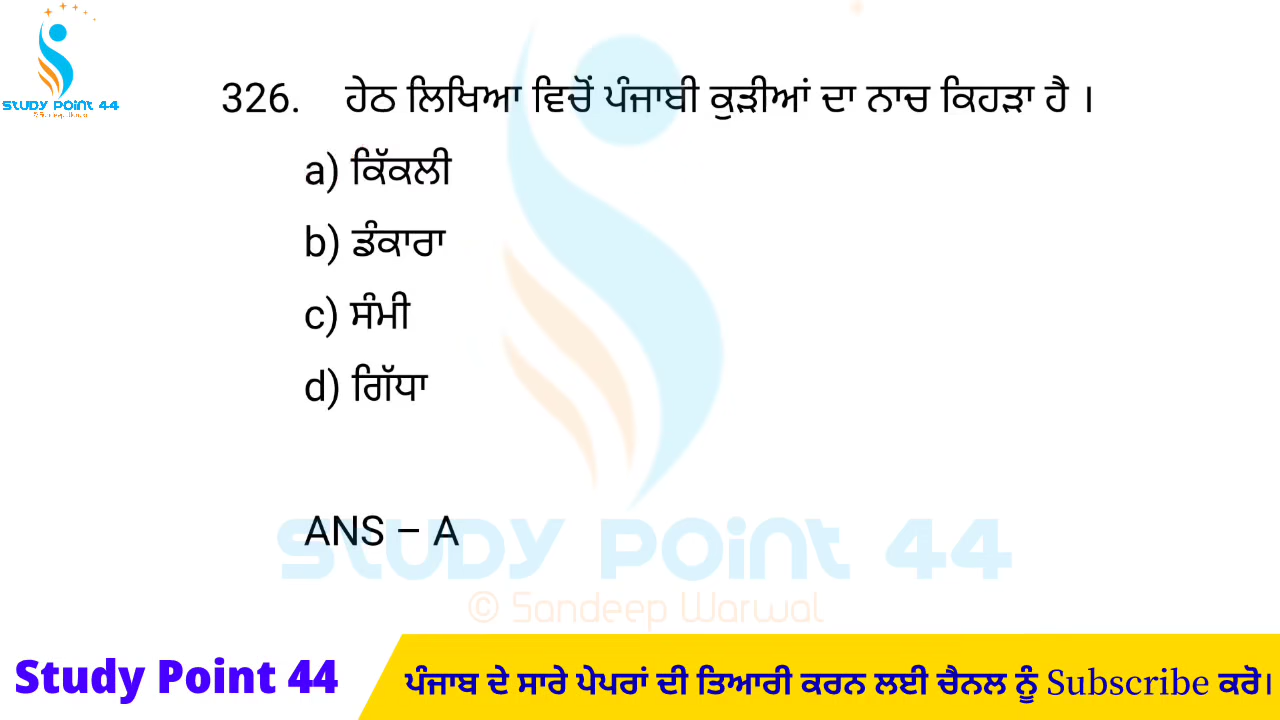 STUDY POINT 44
326. ਹੇਠ ਲਿਖਿਆ ਵਿਚੋਂ ਪੰਜਾਬੀ ਕੁੜੀਆਂ ਦਾ ਨਾਚ ਕਿਹੜਾ ਹੈ ।
a) ਕਿੱਕਲੀ
b) ਡੰਕਾਰਾ
c) ਸੰਮੀ
d) ਗਿੱਧਾ
ANS – A
STUDY POINT 44
© Sandeep Warwal
Study Point 44
ਪੰਜਾਬ ਦੇ ਸਾਰੇ ਪੇਪਰਾਂ ਦੀ ਤਿਆਰੀ ਕਰਨ ਲਈ ਚੈਨਲ ਨੂੰ Subscribe ਕਰੋ।